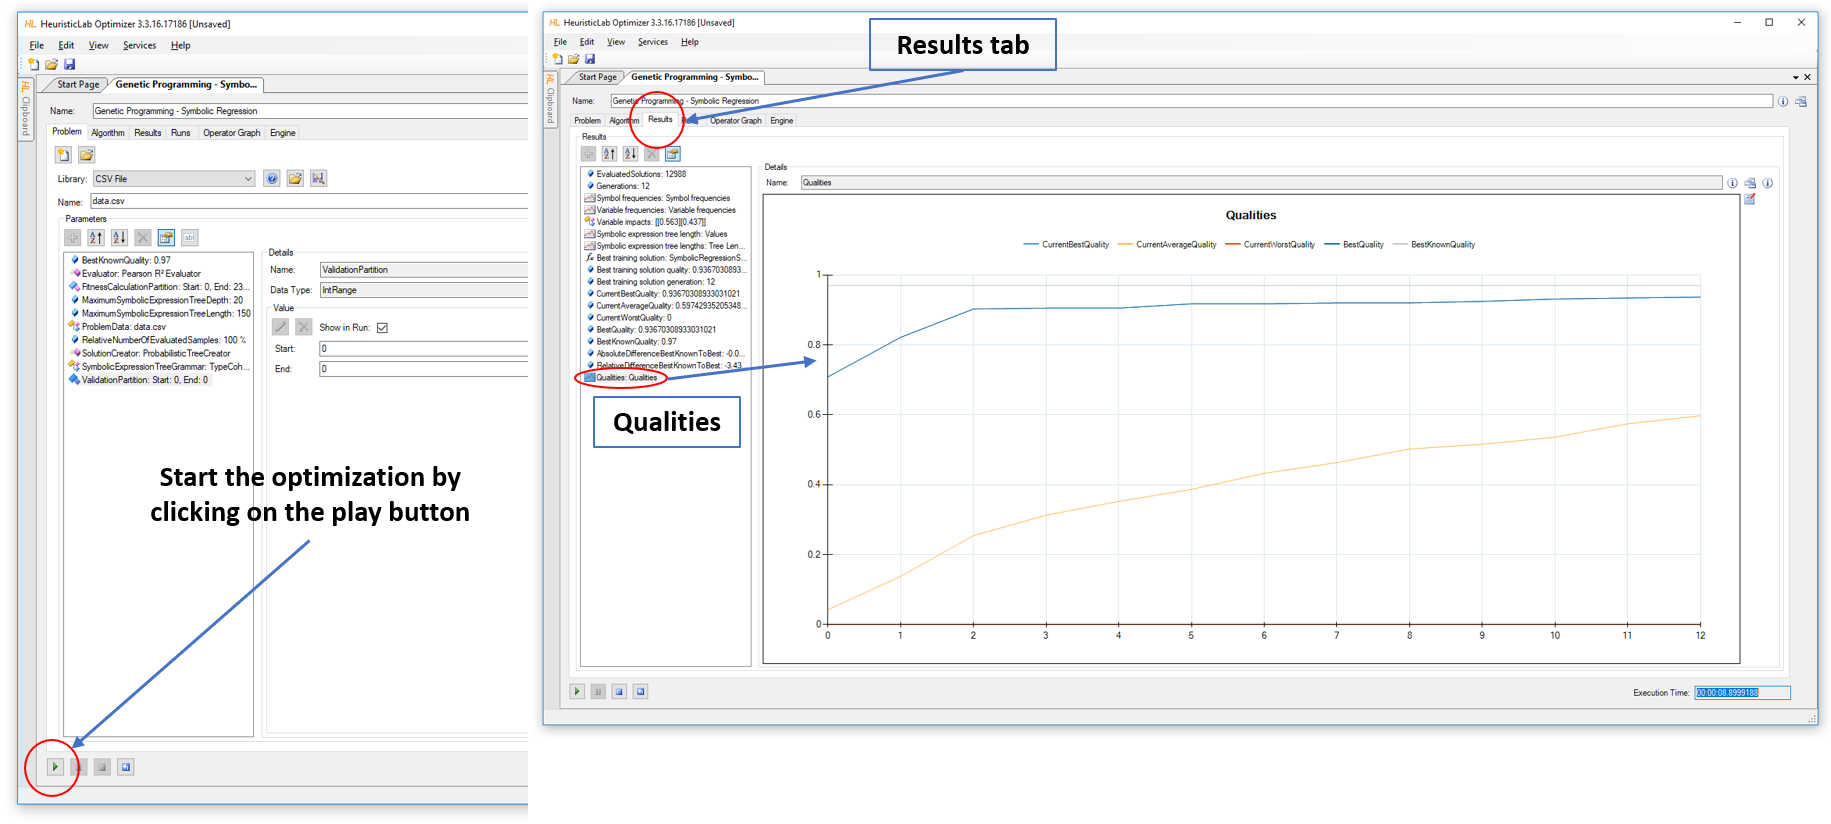 HL HeuristicLab Optimizer 3.3.16.17186 [Unsaved]
File Edit View Services Help
HL Clipboard
Start Page Genetic Programming - Symbo...
Name: Genetic Programming - Symbolic Regression
Problem Algorithm Results Runs Operator Graph Engine
Library: CSV File
Name: data.csv
Parameters
BestKnownQuality: 0.97
Evaluator: Pearson R² Evaluator
FitnessCalculationPartition: Start: 0, End: 23...
MaximumSymbolicExpressionTreeDepth: 20
MaximumSymbolicExpressionTreeLength: 150
ProblemData: data.csv
RelativeNumberOfEvaluatedSamples: 100 %
SolutionCreator: ProbabilisticTreeCreator
SymbolicExpressionTreeGrammar: TypeCoh...
ValidationPartition: Start: 0, End: 0
Details
Name: ValidationPartition
Data Type: IntRange
Value
Show in Run:
Start: 0
End: 0
Start the optimization by
clicking on the play button
HL HeuristicLab Optimizer 3.3.16.17186 [Unsaved]
File Edit View Services Help
HL Clipboard
Start Page Genetic Programming - Symbo...
Results tab
Name: Genetic Programming - Symbolic Regression
Problem Algorithm Results Operator Graph Engine
Results
EvaluatedSolutions: 12988
Generations: 12
Symbol frequencies: Symbol frequencies
Variable frequencies: Variable frequencies
Variable impacts: [[0.563][0.437]]
Symbolic expression tree length: Values
Symbolic expression tree lengths: Tree Len...
Best training solution: SymbolicRegressionS...
Best training solution quality: 0.9367030893...
Best training solution generation: 12
CurrentBestQuality: 0.93670308933031021
CurrentAverageQuality: 0.59742935205348...
CurrentWorstQuality: 0
BestQuality: 0.93670308933031021
BestKnownQuality: 0.97
AbsoluteDifferenceBestKnownToBest: -0.0...
RelativeDifferenceBestKnownToBest: -3.43
Qualities: Qualities
Qualities
Details
Name: Qualities
Qualities
CurrentBestQuality CurrentAverageQuality CurrentWorstQuality BestQuality BestKnownQuality
1
0.8
0.6
0.4
0.2
0
0 1 2 3 4 5 6 7 8 9 10 11 12
Execution Time: 00:00:08.8999188